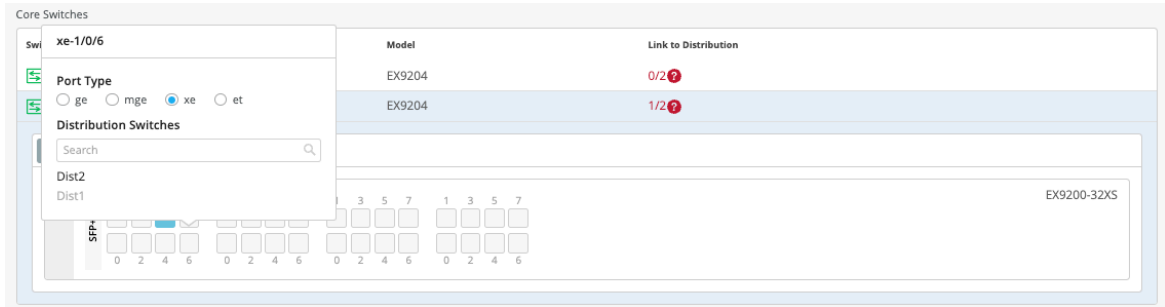 Core Switches
xe-1/0/6
Swi
Model
Link to Distribution
EX9204
0/2?
EX9204
1/2?
Port Type
ge mge xe et
Distribution Switches
Search
Dist2
Dist1
EX9200-32XS
3 5 7 1 3 5 7
SFP+
0 2 4 6 0 2 4 6 0 2 4 6 0 2 4 6